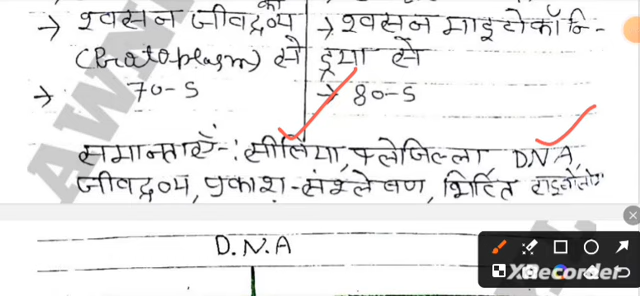 → श्वसन जीवद्रव्य → श्वसन माइटोकॉन्ड्रि-
(Protoplasm) से ड्रिया से
→ 70-S → 80-S
समानताएँ-: सीलिया, फ्लेजिला DNA,
जीवद्रव्य, प्रकाश-संश्लेषण, भित्ति
D.N.A
XRecorder